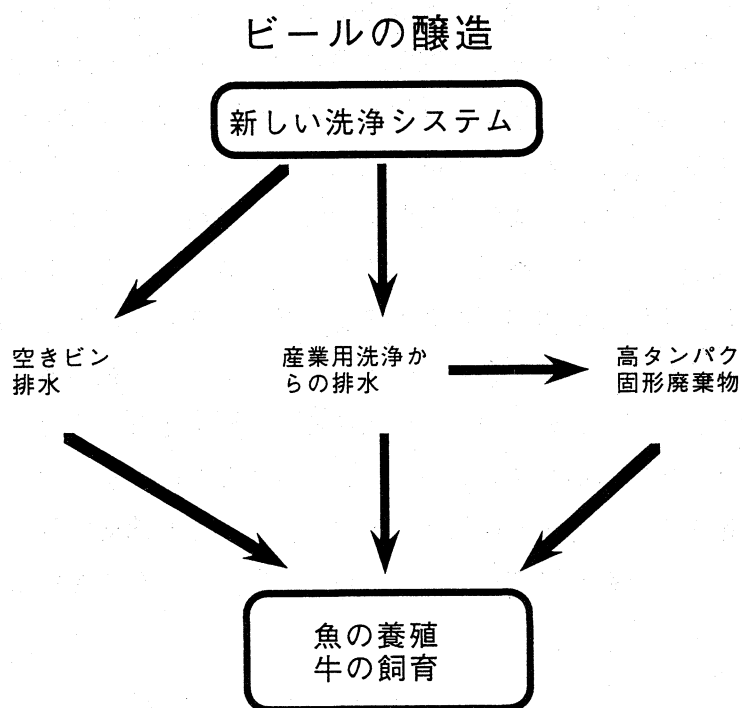 ビールの醸造
新しい洗浄システム
空きビン
排水
産業用洗浄か
らの排水
高タンパク
固形廃棄物
魚の養殖
牛の飼育